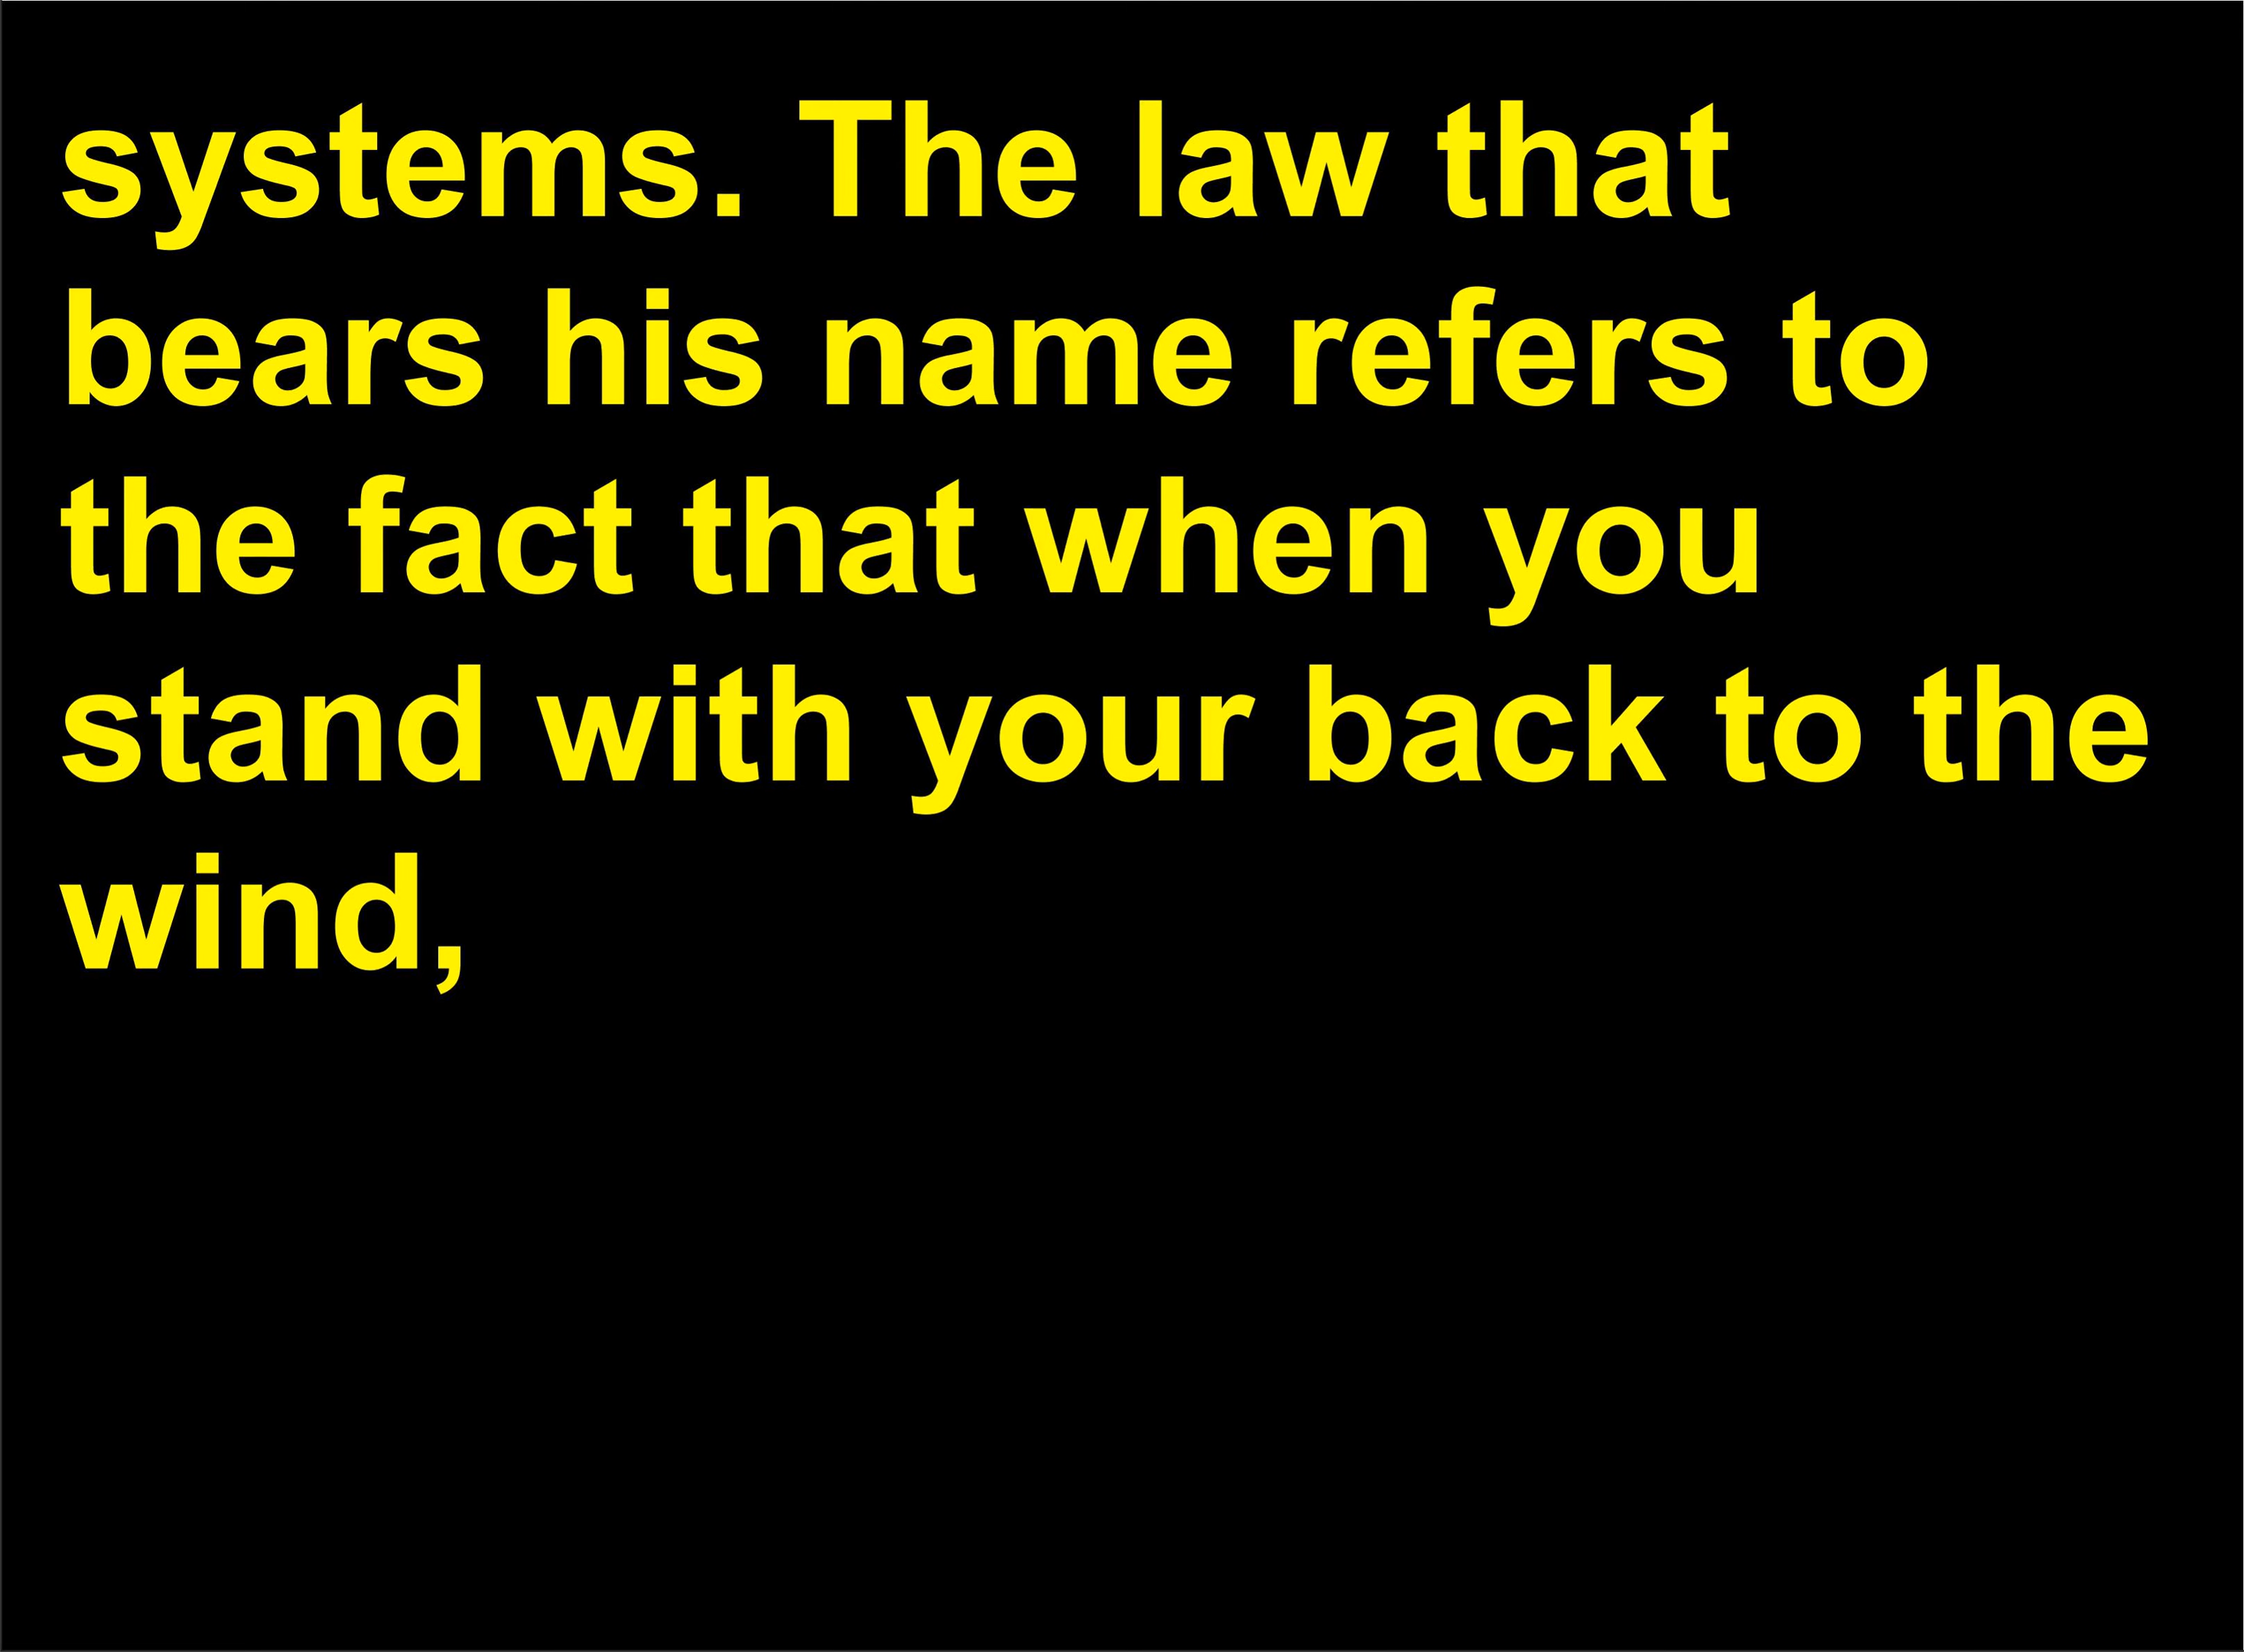 systems. The law that
bears his name refers to
the fact that when you
stand with your back to the
wind,